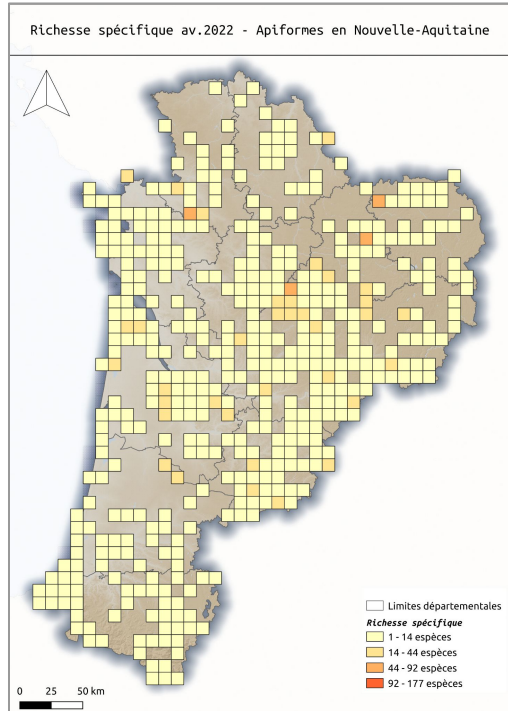 Richesse spécifique av.2022 - Apiformes en Nouvelle-Aquitaine
Limites départementales
Richesse spécifique
1 - 14 espèces
14 - 44 espèces
44 - 92 espèces
92 - 177 espèces
0 25 50 km